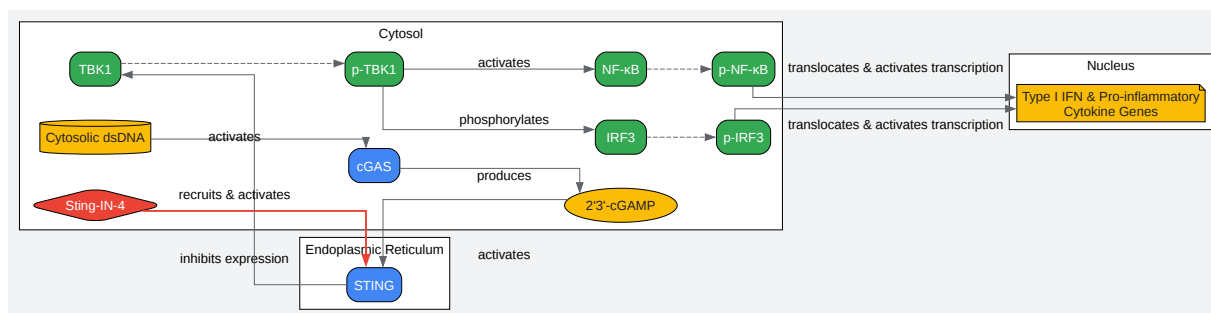 Cytosol
TBK1
p-TBK1
activates
NF-κB
p-NF-κB
translocates & activates transcription
Nucleus
Type I IFN & Pro-inflammatory
Cytokine Genes
Cytosolic dsDNA
activates
phosphorylates
IRF3
p-IRF3
translocates & activates transcription
cGAS
produces
Sting-IN-4
recruits & activates
2'3'-cGAMP
Endoplasmic Reticulum
inhibits expression
activates
STING